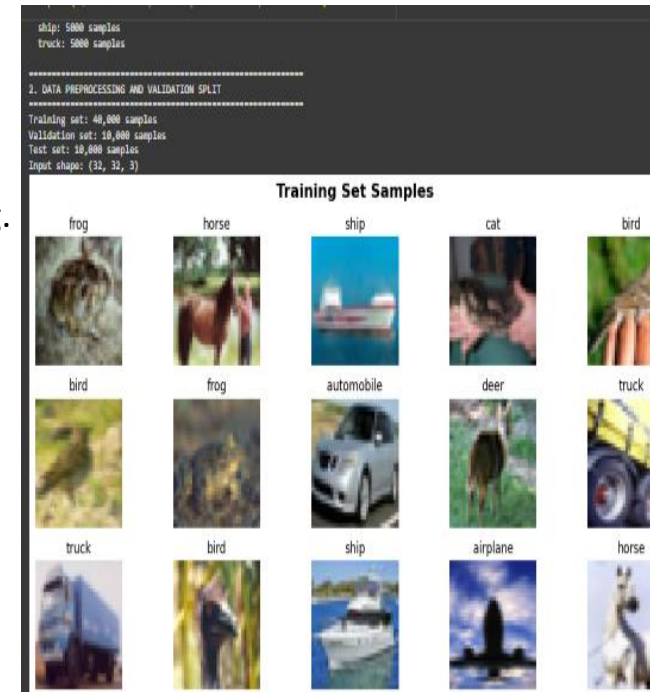 ship: 5000 samples
truck: 5000 samples
2. DATA PREPROCESSING AND VALIDATION SPLIT
Training set: 40,000 samples
Validation set: 10,000 samples
Test set: 10,000 samples
Input shape: (32, 32, 3)
Training Set Samples
frog horse ship cat bird
bird frog automobile deer truck
truck bird ship airplane horse